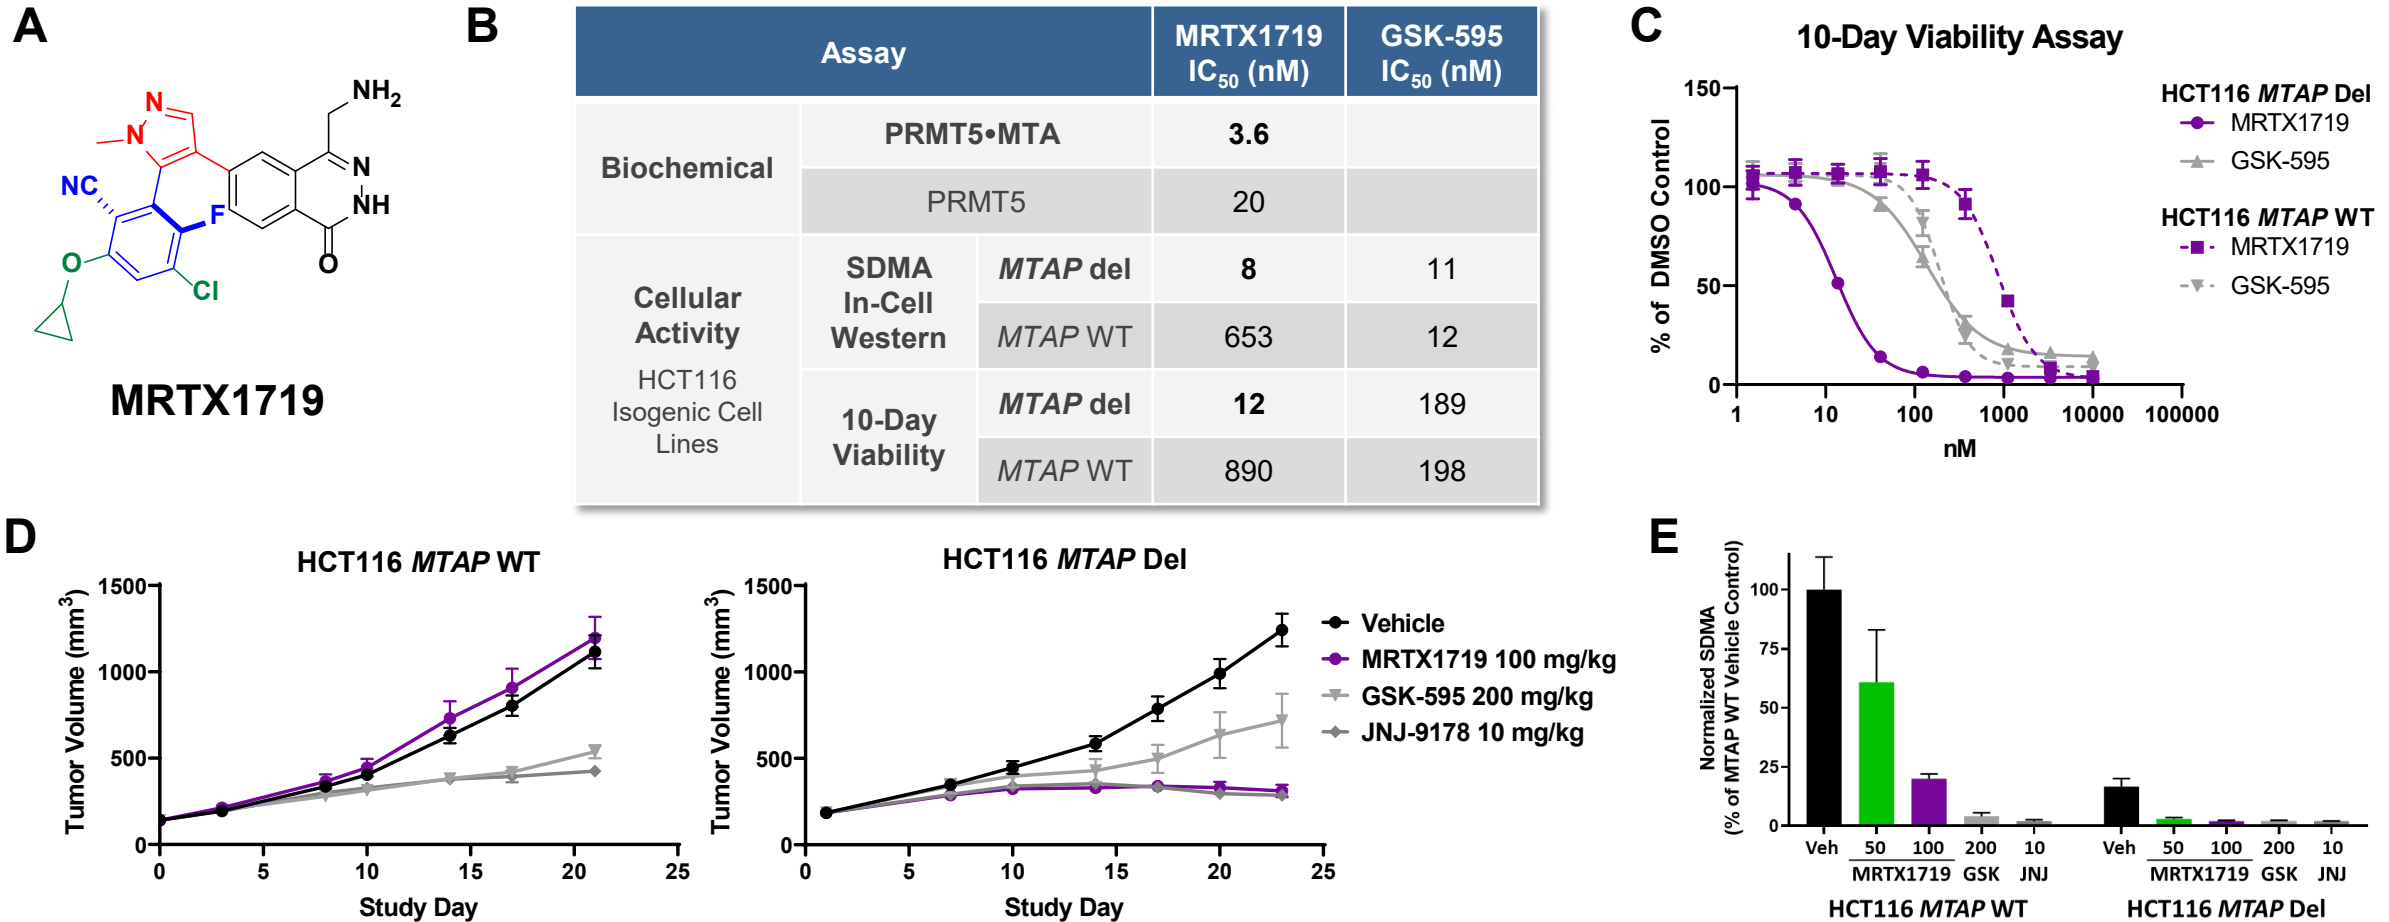 A
NH2
N
N
N
NH
NC
F
O
Cl
O
MRTX1719
B
Assay
MRTX1719
IC50 (nM)
GSK-595
IC50 (nM)
Biochemical
PRMT5•MTA
3.6
PRMT5
20
Cellular
Activity
HCT116
Isogenic Cell
Lines
SDMA
In-Cell
Western
MTAP del
8
11
MTAP WT
653
12
10-Day
Viability
MTAP del
12
189
MTAP WT
890
198
C
10-Day Viability Assay
% of DMSO Control
150
100
50
0
1
10
100
1000
10000
100000
nM
HCT116 MTAP Del
MRTX1719
GSK-595
HCT116 MTAP WT
MRTX1719
GSK-595
D
HCT116 MTAP WT
Tumor Volume (mm3)
1500
1000
500
0
0
5
10
15
20
25
Study Day
HCT116 MTAP Del
Tumor Volume (mm3)
1500
1000
500
0
0
5
10
15
20
25
Study Day
Vehicle
MRTX1719 100 mg/kg
GSK-595 200 mg/kg
JNJ-9178 10 mg/kg
E
Normalized SDMA
(% of MTAP WT Vehicle Control)
100
75
50
25
0
Veh 50 100 200 10
MRTX1719 GSK JNJ
HCT116 MTAP WT
Veh 50 100 200 10
MRTX1719 GSK JNJ
HCT116 MTAP Del